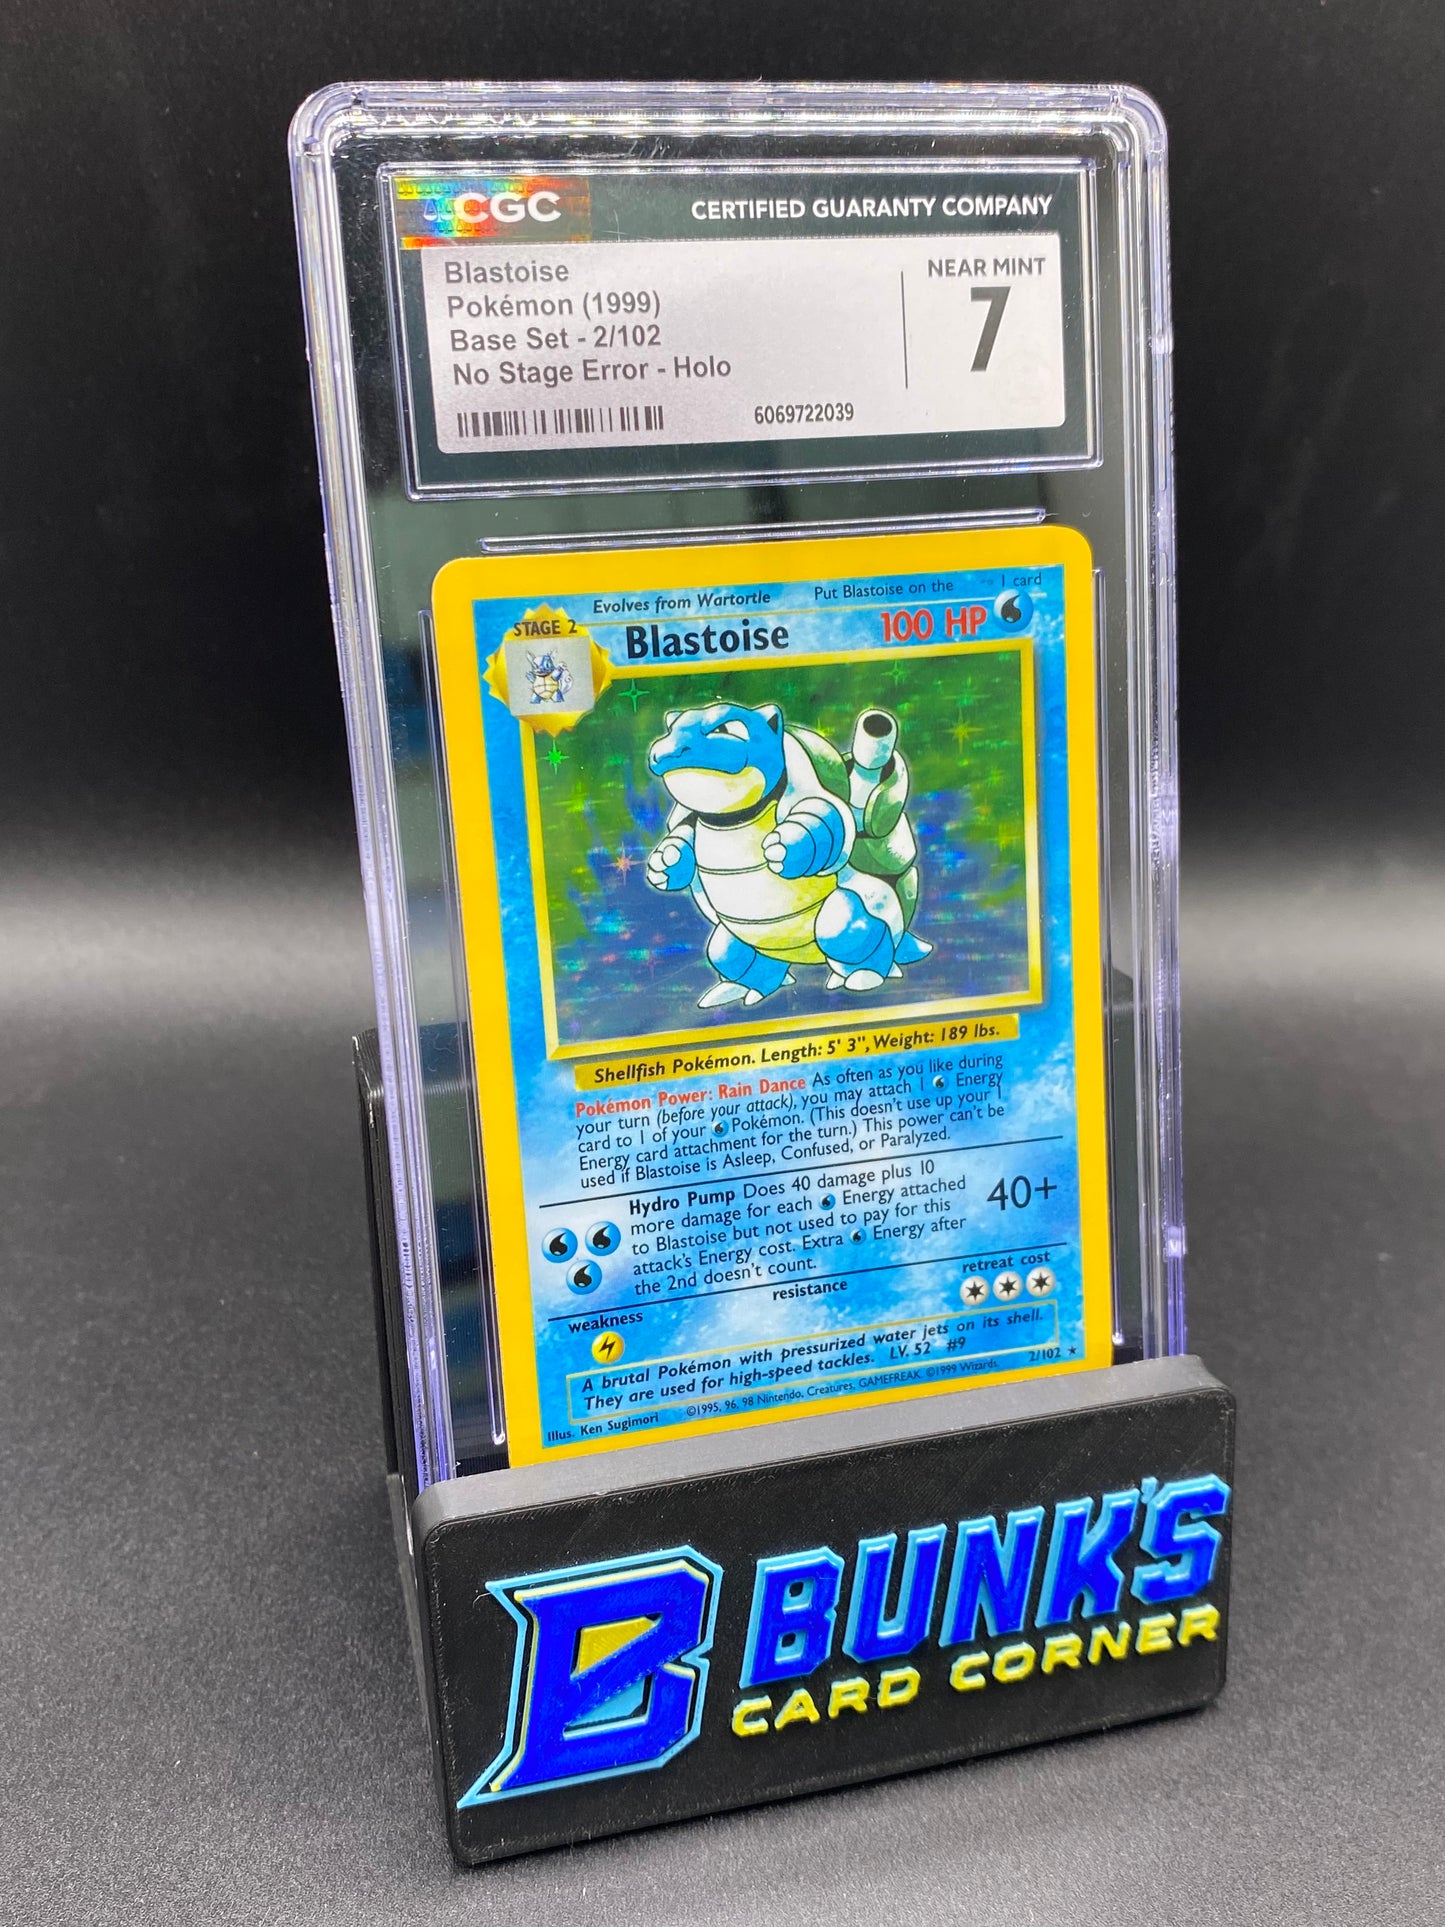 CGC
CERTIFIED GUARANTY COMPANY
Blastoise
Pokémon (1999)
Base Set - 2/102
No Stage Error - Holo
NEAR MINT
7
6069722039
Evolves from Wartortle
Put Blastoise on the 1 card
STAGE 2
Blastoise
100 HP
Shellfish Pokémon. Length: 5' 3", Weight: 189 lbs.
Pokémon Power: Rain Dance As often as you like during
your turn (before your attack), you may attach 1 Energy
card to 1 of your Pokémon. (This doesn't use up your 1
Energy card attachment for the turn.) This power can't be
used if Blastoise is Asleep, Confused, or Paralyzed.
Hydro Pump Does 40 damage plus 10
more damage for each Energy attached
to Blastoise but not used to pay for this
attack's Energy cost. Extra Energy after
the 2nd doesn't count.
40+
weakness
resistance
retreat cost
A brutal Pokémon with pressurized water jets on its shell.
They are used for high-speed tackles. LV. 52 #9
2/102 ★
Illus. Ken Sugimori
©1995, 96, 98 Nintendo, Creatures, GAMEFREAK. ©1999 Wizards.
B BUNK'S
CARD CORNER